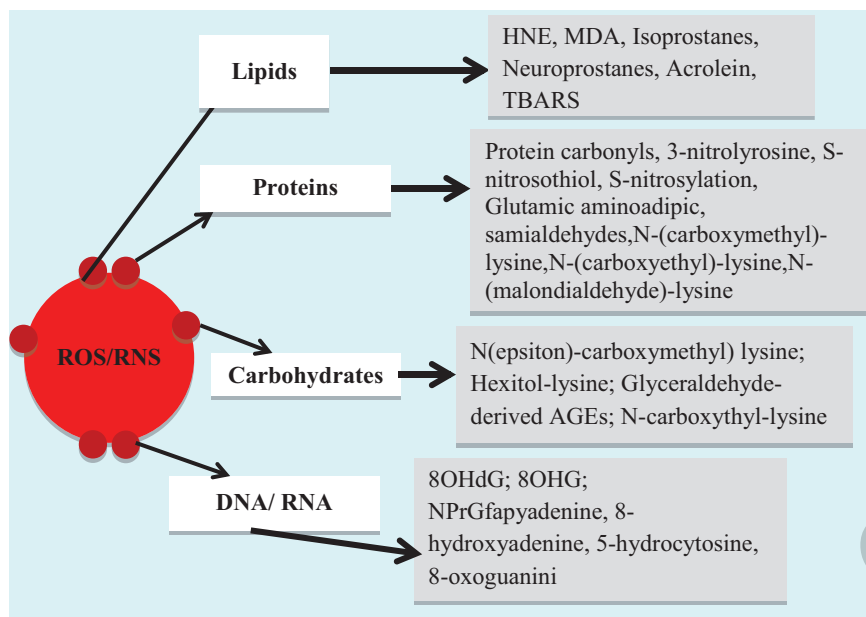 Lipids
HNE, MDA, Isoprostanes,
Neuroprostanes, Acrolein,
TBARS
Proteins
Protein carbonyls, 3-nitrolyrosine, S-
nitrosothiol, S-nitrosylation,
Glutamic aminoadipic,
samialdehydes,N-(carboxymethyl)-
lysine,N-(carboxyethyl)-lysine,N-
(malondialdehyde)-lysine
ROS/RNS
Carbohydrates
N(epsiton)-carboxymethyl) lysine;
Hexitol-lysine; Glyceraldehyde-
derived AGEs; N-carboxythyl-lysine
DNA/ RNA
8OHdG; 8OHG;
NPrGfapyadenine, 8-
hydroxyadenine, 5-hydrocytosine,
8-oxoguanini